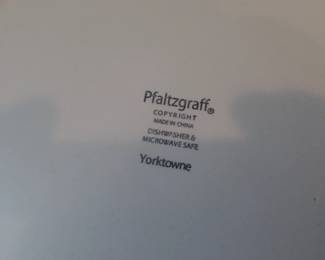 Pfaltzgraff®
COPYRIGHT
MADE IN CHINA
DISHWASHER &
MICROWAVE SAFE
Yorktowne